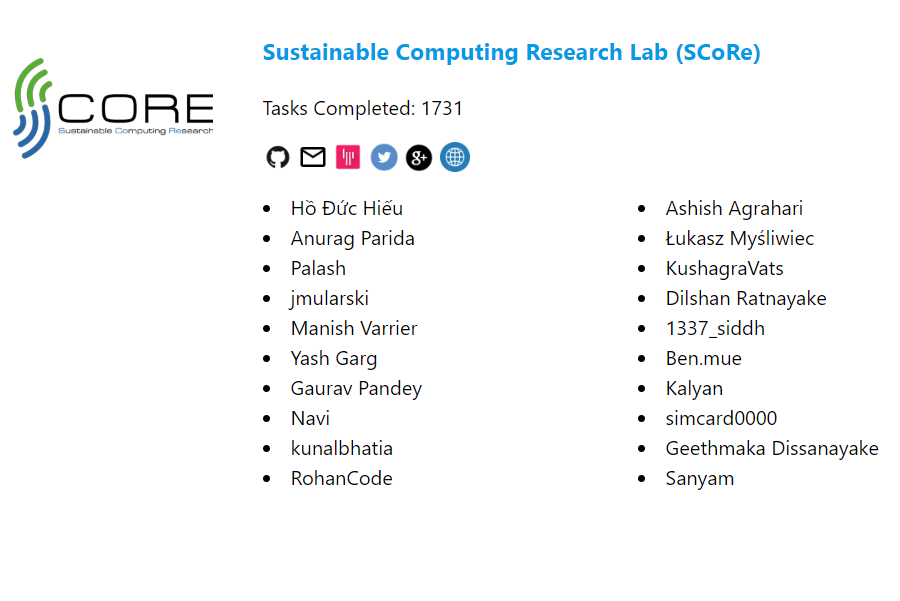 Sustainable Computing Research Lab (SCoRe)
CORE
Sustainable Computing Research
Tasks Completed: 1731
g+
Hồ Đức Hiếu
Anurag Parida
Palash
jmularski
Manish Varrier
Yash Garg
Gaurav Pandey
Navi
kunalbhatia
RohanCode
Ashish Agrahari
Łukasz Myśliwiec
KushagraVats
Dilshan Ratnayake
1337_siddh
Ben.mue
Kalyan
simcard0000
Geethmaka Dissanayake
Sanyam